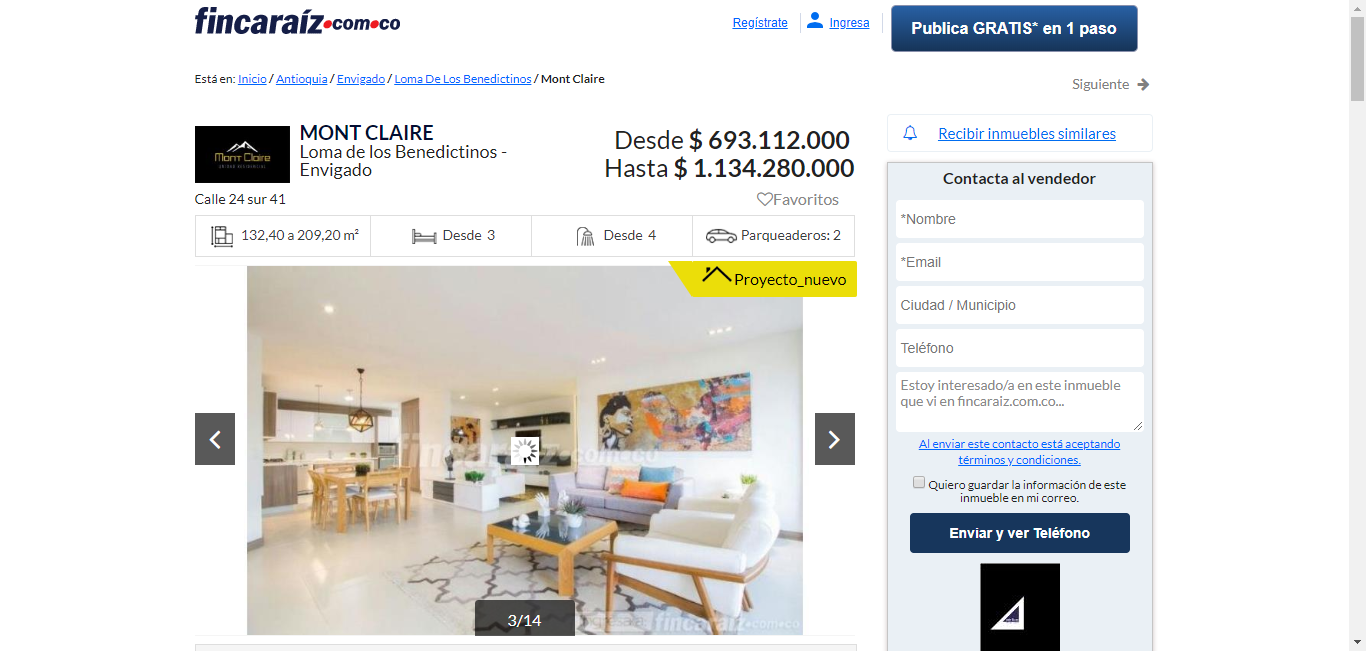 fincaraíz.com.co
Regístrate
Ingresa
Publica GRATIS* en 1 paso
Está en: Inicio / Antioquia / Envigado / Loma De Los Benedictinos / Mont Claire
Siguiente
Mont Claire
MONT CLAIRE
Loma de los Benedictinos -
Envigado
Desde $ 693.112.000
Hasta $ 1.134.280.000
Calle 24 sur 41
Favoritos
132,40 a 209,20 m²
Desde 3
Desde 4
Parqueaderos: 2
Proyecto_nuevo
fincaraíz.com.co
3/14
fincaraíz.com.co
Recibir inmuebles similares
Contacta al vendedor
*Nombre
*Email
Ciudad / Municipio
Teléfono
Estoy interesado/a en este inmueble
que vi en fincaraiz.com.co...
Al enviar este contacto está aceptando
términos y condiciones.
Quiero guardar la información de este
inmueble en mi correo.
Enviar y ver Teléfono